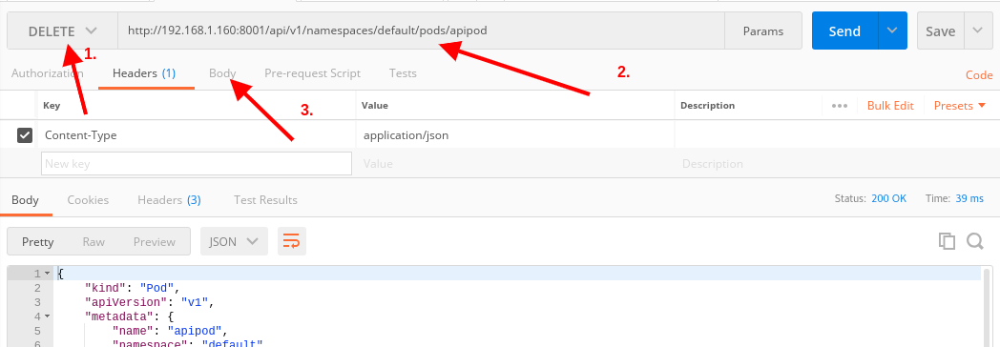 DELETE http://192.168.1.160:8001/api/v1/namespaces/default/pods/apipod Params Send Save
1.
2.
Authorization Headers (1) Body Pre-request Script Tests Code
3.
Key Value Description ••• Bulk Edit Presets
Content-Type application/json
New key Value Description
Body Cookies Headers (3) Test Results Status: 200 OK Time: 39 ms
Pretty Raw Preview JSON
1 {
2 "kind": "Pod",
3 "apiVersion": "v1",
4 "metadata": {
5 "name": "apipod",
6 "namespace": "default"